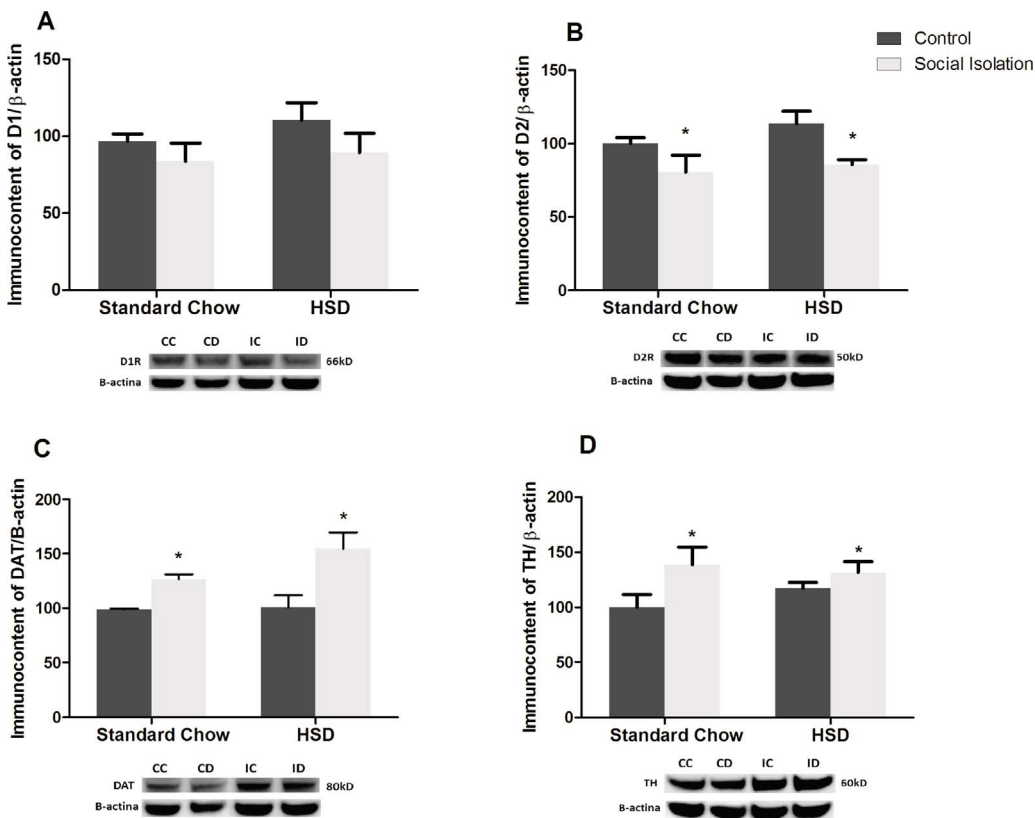 A
Immunocontent of D1/β-actin
150
100
50
0
Standard Chow HSD
CC CD IC ID
D1R 66kD
B-actina
B
Control
Social Isolation
Immunocontent of D2/β-actin
150
100
50
0
* *
Standard Chow HSD
CC CD IC ID
D2R 50kD
B-actina
C
Immunocontent of DAT/B-actin
200
150
100
50
0
* *
Standard Chow HSD
CC CD IC ID
DAT 80kD
B-actina
D
Immunocontent of TH/β-actin
200
150
100
50
0
* *
Standard Chow HSD
CC CD IC ID
TH 60kD
B-actina